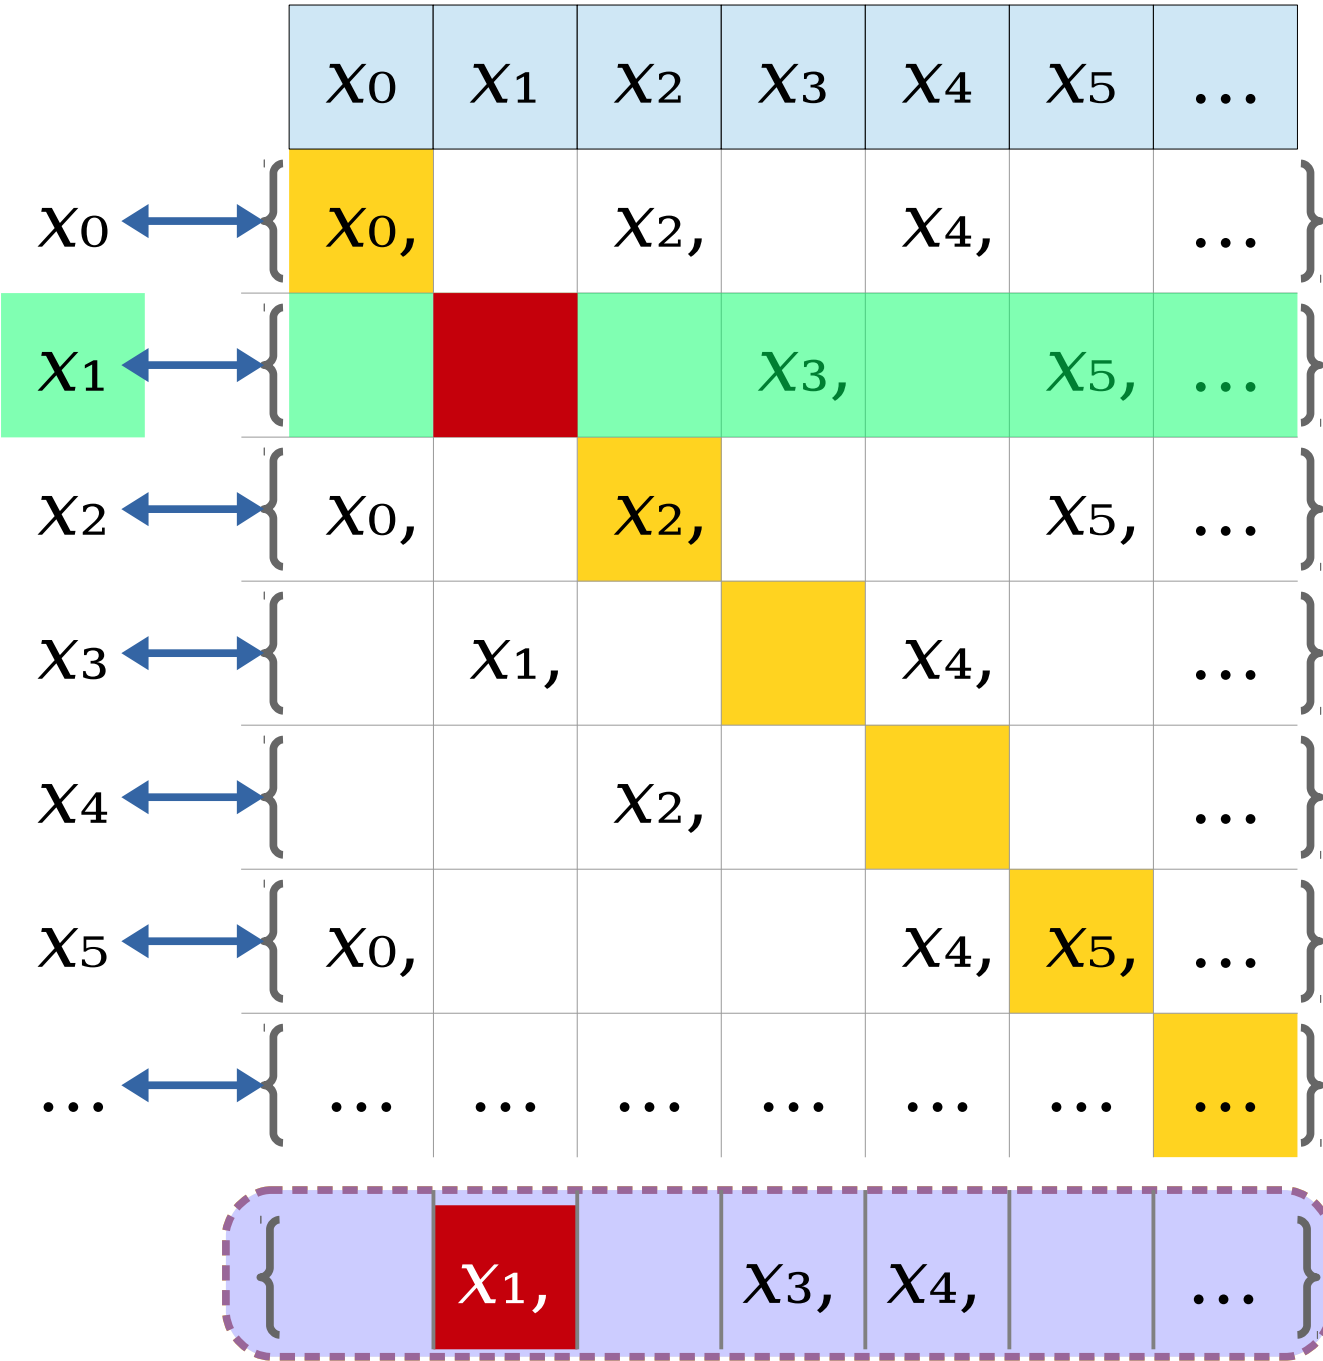 x₀ x₁ x₂ x₃ x₄ x₅ ...
x₀ { x₀, x₂, x₄, ... }
x₁ { x₃, x₅, ... }
x₂ { x₀, x₂, x₅, ... }
x₃ { x₁, x₄, ... }
x₄ { x₂, ... }
x₅ { x₀, x₄, x₅, ... }
... { ... ... ... ... ... ... ... }
{ x₁, x₃, x₄, ... }